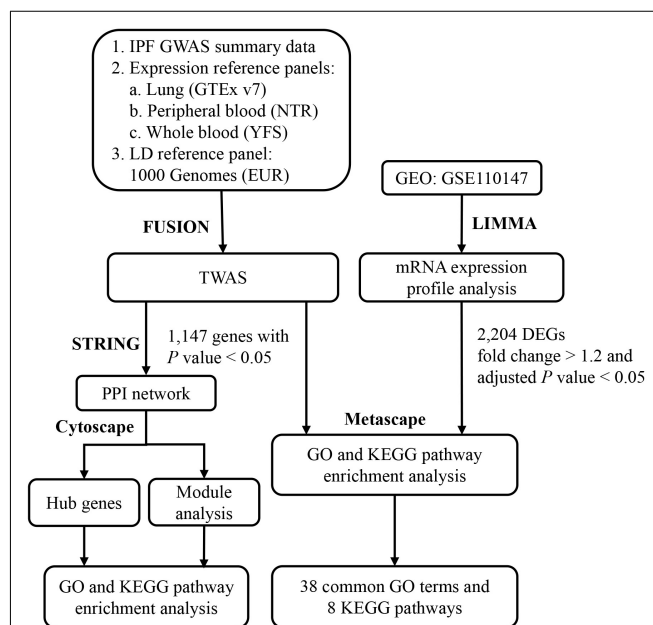 1. IPF GWAS summary data
2. Expression reference panels:
a. Lung (GTEx v7)
b. Peripheral blood (NTR)
c. Whole blood (YFS)
3. LD reference panel:
1000 Genomes (EUR)
GEO: GSE110147
FUSION
LIMMA
TWAS
mRNA expression
profile analysis
STRING
1,147 genes with
P value < 0.05
2,204 DEGs
fold change > 1.2 and
adjusted P value < 0.05
PPI network
Cytoscape
Metascape
GO and KEGG pathway
enrichment analysis
Hub genes
Module
analysis
GO and KEGG pathway
enrichment analysis
38 common GO terms and
8 KEGG pathways